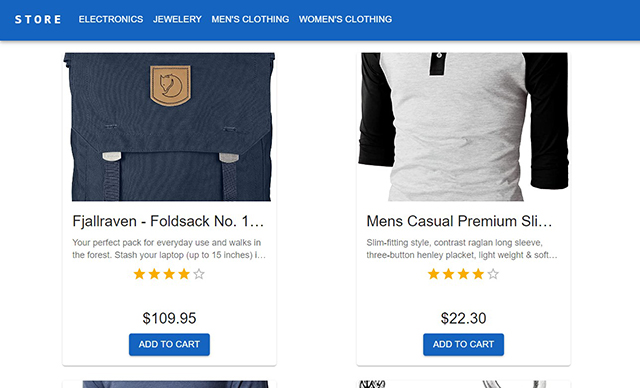 STORE ELECTRONICS JEWELERY MEN'S CLOTHING WOMEN'S CLOTHING
Fjallraven - Foldsack No. 1...
Your perfect pack for everyday use and walks in
the forest. Stash your laptop (up to 15 inches) i...
$109.95
ADD TO CART
Mens Casual Premium Sli...
Slim-fitting style, contrast raglan long sleeve,
three-button henley placket, light weight & soft...
$22.30
ADD TO CART